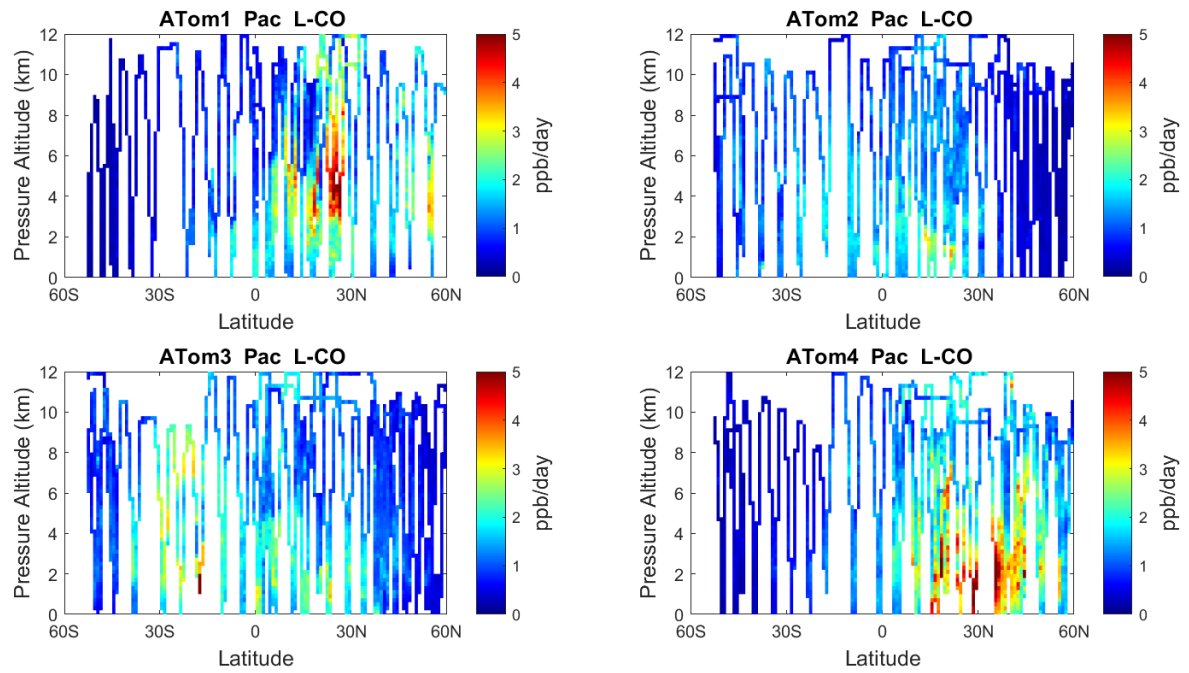 ATom1 Pac L-CO
12
10
8
6
4
2
0
Pressure Altitude (km)
60S 30S 0 30N 60N
Latitude
5
4
3
2
1
0
ppb/day
ATom2 Pac L-CO
12
10
8
6
4
2
0
Pressure Altitude (km)
60S 30S 0 30N 60N
Latitude
5
4
3
2
1
0
ppb/day
ATom3 Pac L-CO
12
10
8
6
4
2
0
Pressure Altitude (km)
60S 30S 0 30N 60N
Latitude
5
4
3
2
1
0
ppb/day
ATom4 Pac L-CO
12
10
8
6
4
2
0
Pressure Altitude (km)
60S 30S 0 30N 60N
Latitude
5
4
3
2
1
0
ppb/day